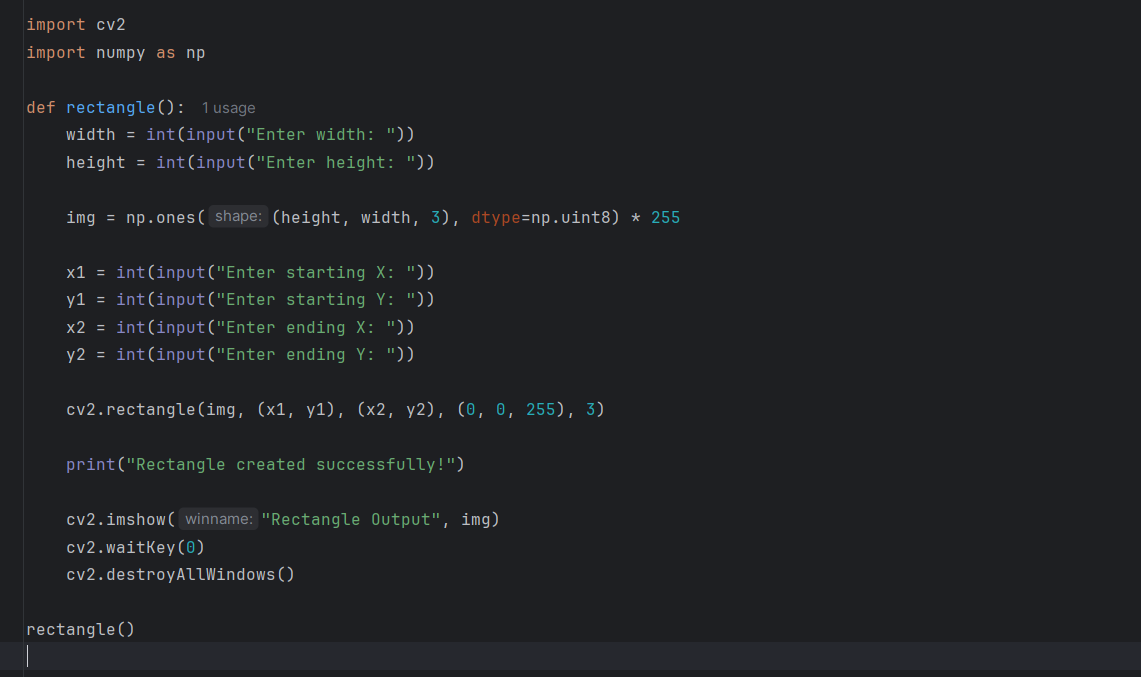 import cv2
import numpy as np
def rectangle(): 1 usage
    width = int(input("Enter width: "))
    height = int(input("Enter height: "))
    img = np.ones( shape: (height, width, 3), dtype=np.uint8) * 255
    x1 = int(input("Enter starting X: "))
    y1 = int(input("Enter starting Y: "))
    x2 = int(input("Enter ending X: "))
    y2 = int(input("Enter ending Y: "))
    cv2.rectangle(img, (x1, y1), (x2, y2), (0, 0, 255), 3)
    print("Rectangle created successfully!")
    cv2.imshow( winname: "Rectangle Output", img)
    cv2.waitKey(0)
    cv2.destroyAllWindows()
rectangle()